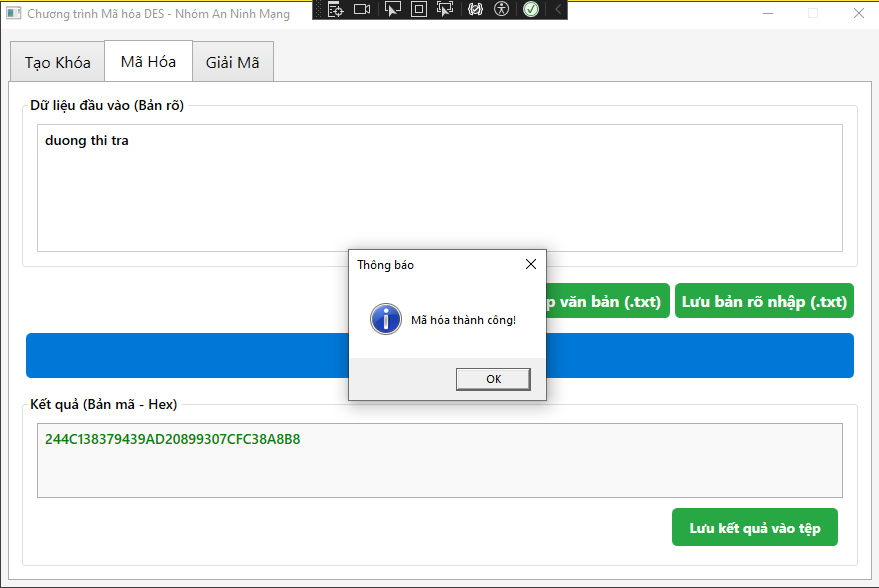 Chương trình Mã hóa DES - Nhóm An Ninh Mạng
Tạo Khóa
Mã Hóa
Giải Mã
Dữ liệu đầu vào (Bản rõ)
duong thi tra
Thông báo
Mã hóa thành công!
OK
văn bản (.txt)
Lưu bản rõ nhập (.txt)
Kết quả (Bản mã - Hex)
244C138379439AD20899307CFC38A8B8
Lưu kết quả vào tệp